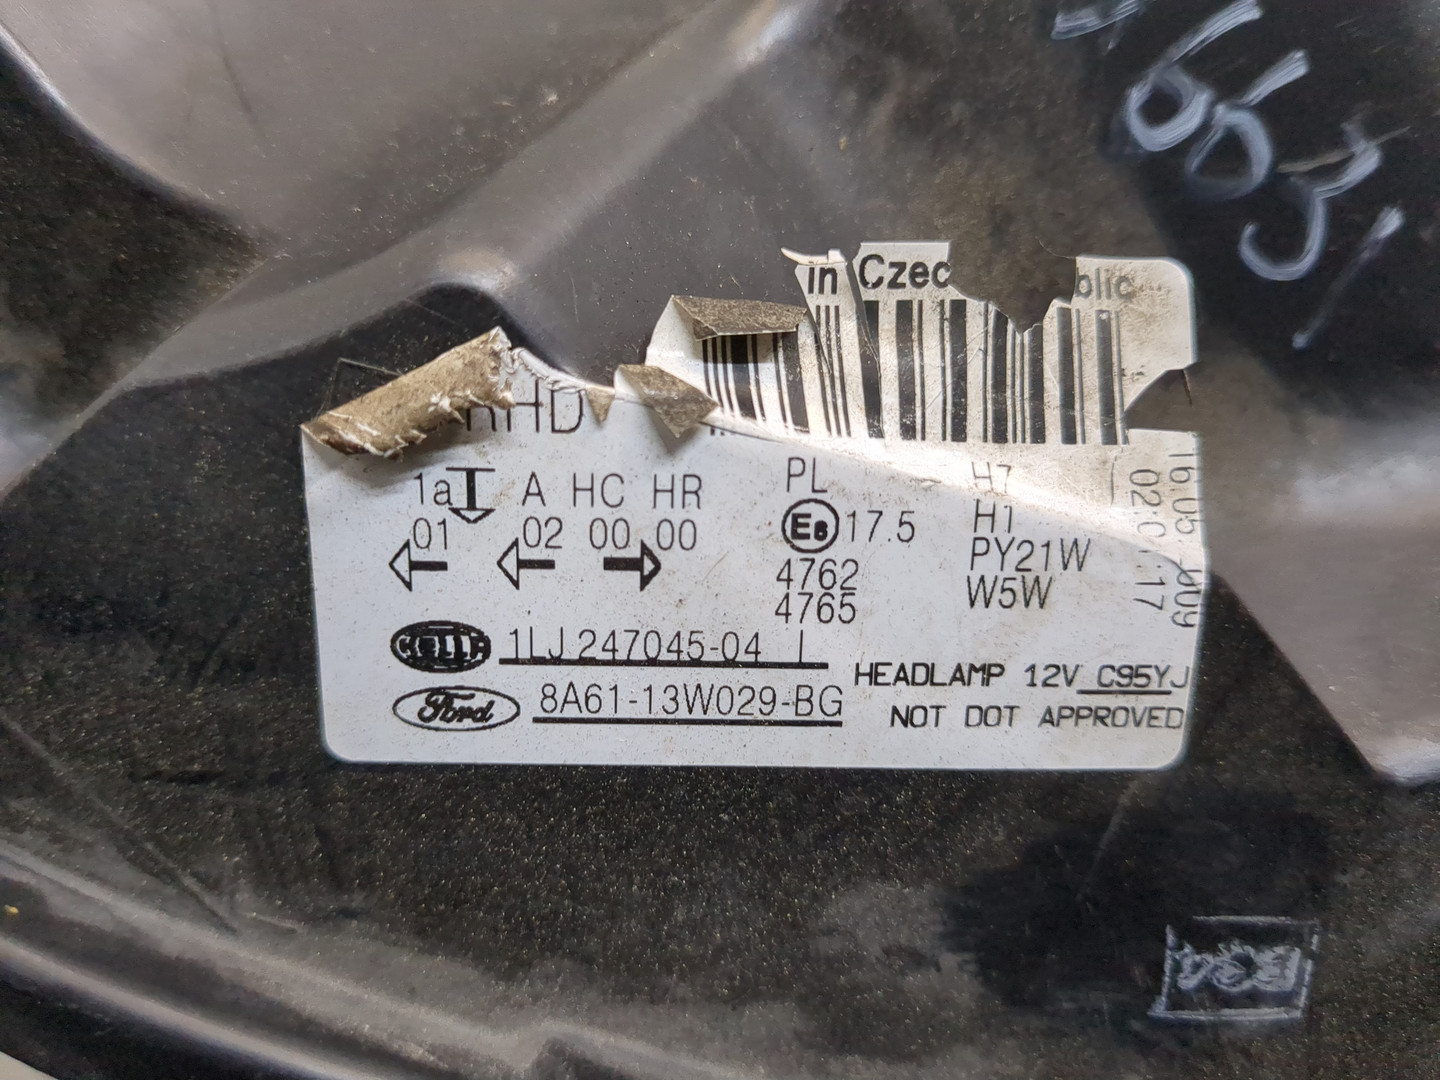 in Czec blic
RHD
1a A HC HR PL H7
01 02 00 00 E8 17.5 H1
4762 PY21W
4765 W5W
HELLA 1LJ 247045-04 L
HEADLAMP 12V C95YJ
Ford 8A61-13W029-BG
NOT DOT APPROVED
16.05